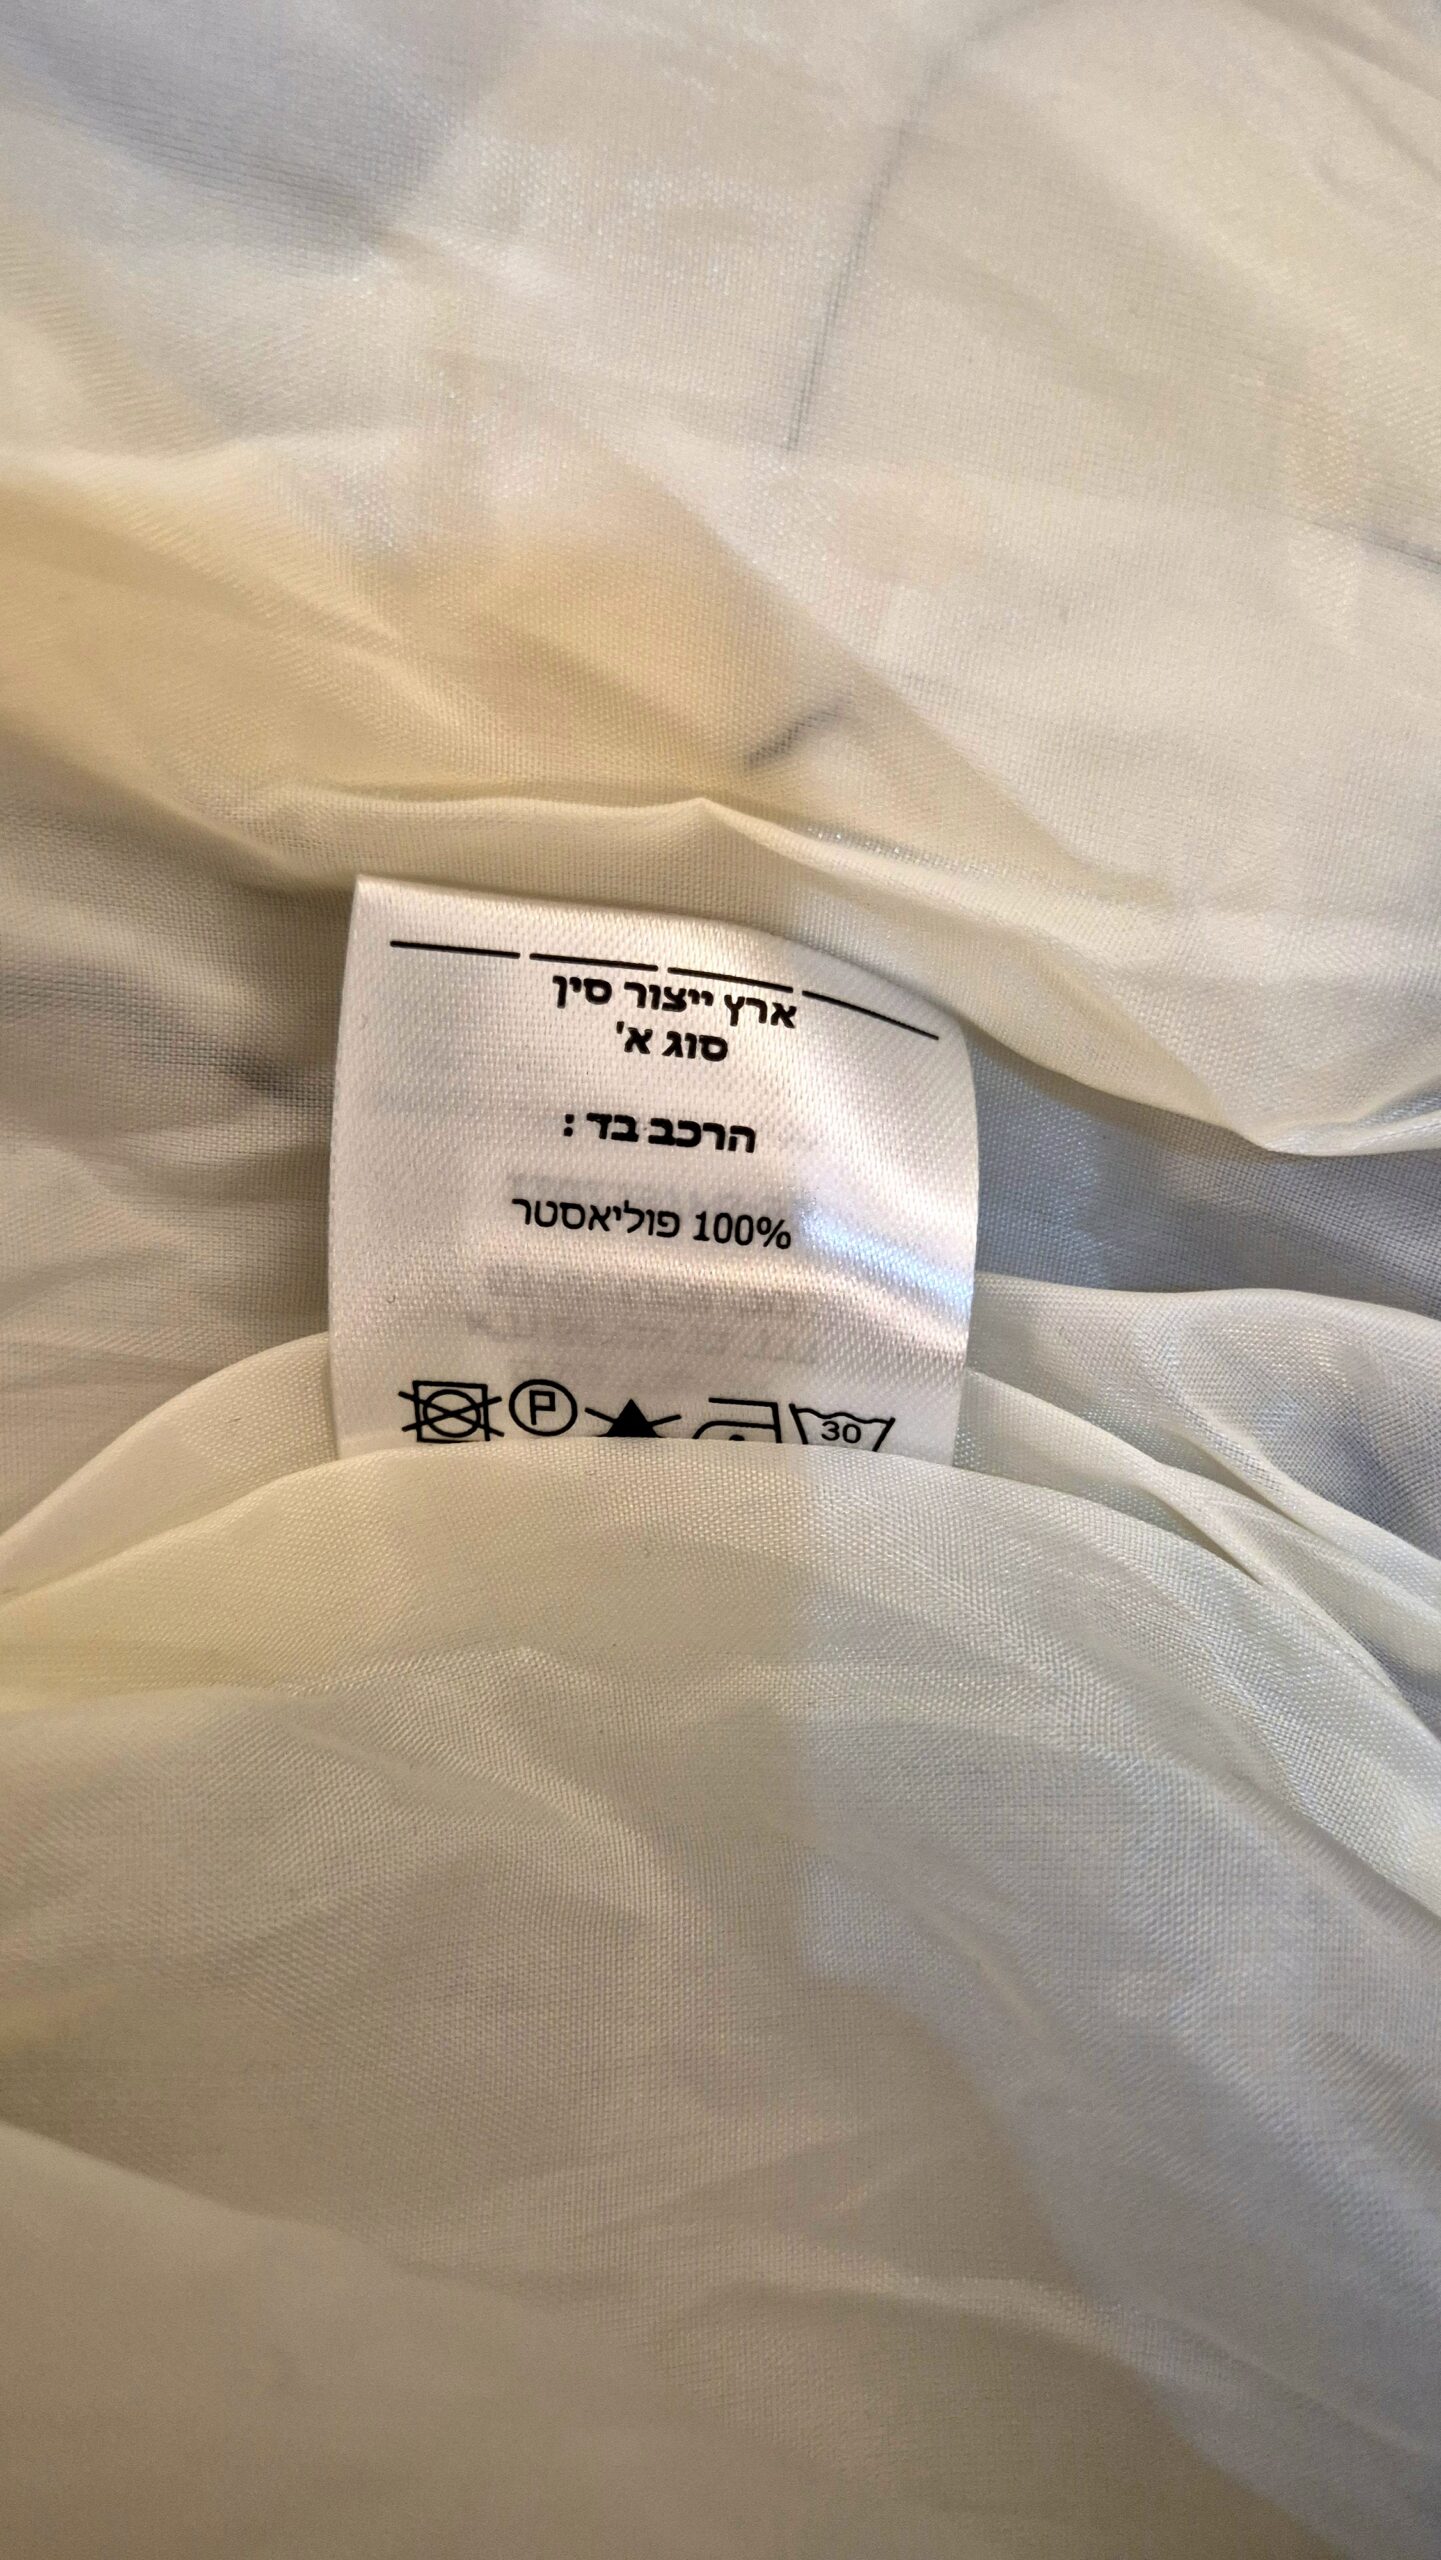 ארץ ייצור סין
סוג א'
הרכב בד :
100% פוליאסטר
P
30